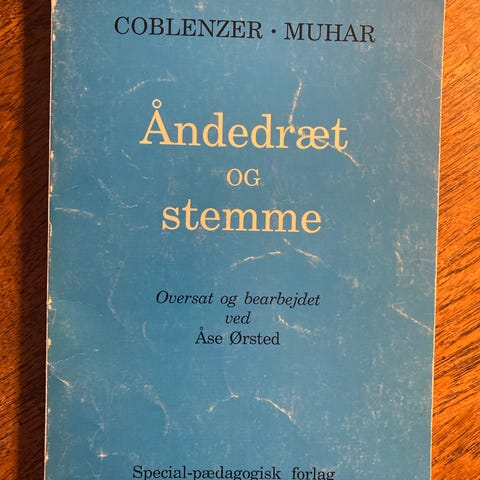 COBLENZER · MUHAR
Åndedræt
OG
stemme
Oversat og bearbejdet
ved
Åse Ørsted
Special-pædagogisk forlag